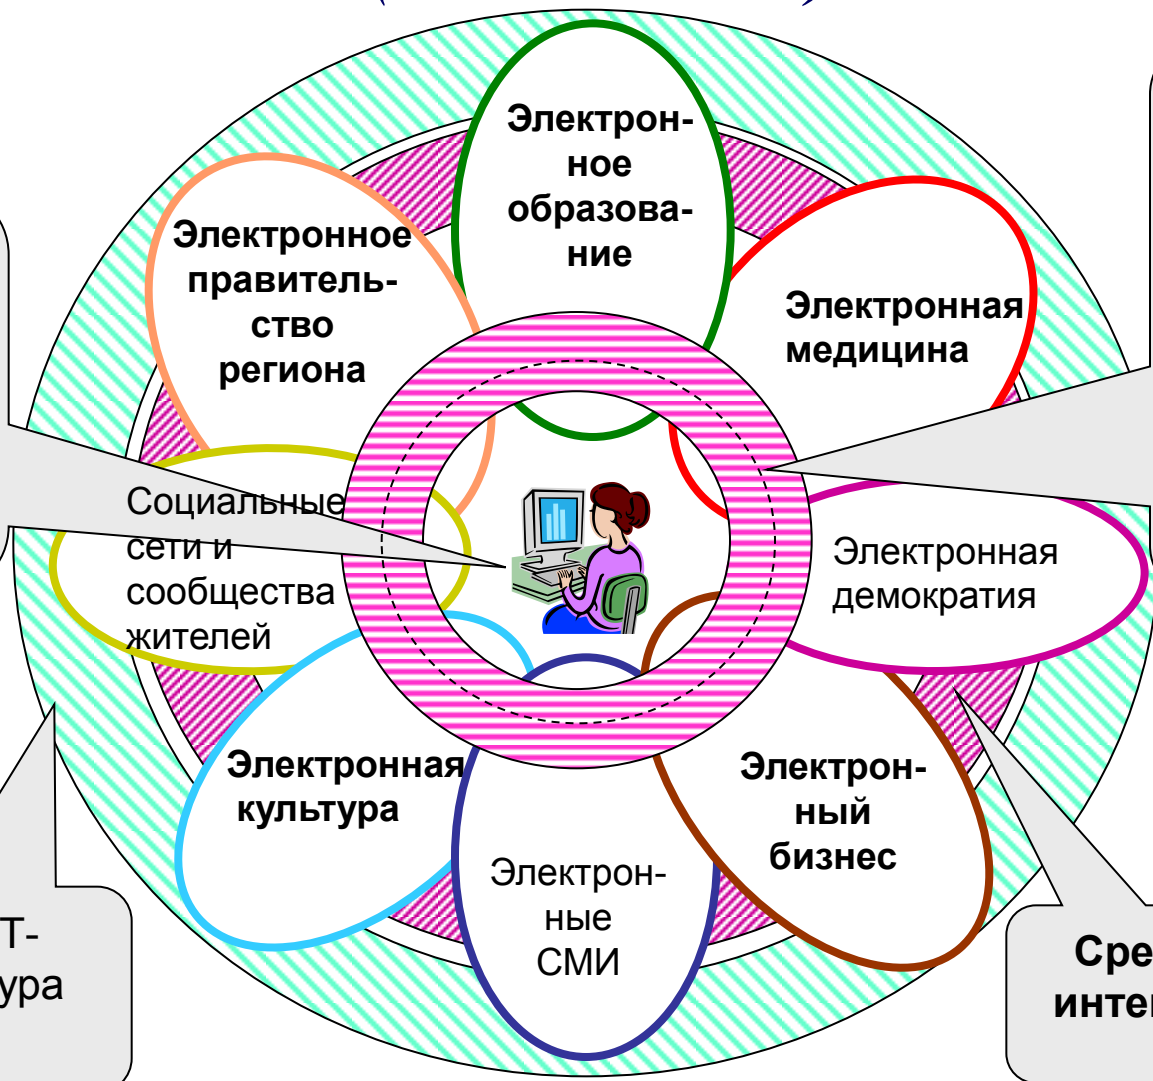 Электрон-
ное
образова-
ние
Электронное
правитель-
ство
региона
Электронная
медицина
Социальные
сети и
сообщества
жителей
Электронная
демократия
Электронная
культура
Электрон-
ный
бизнес
Электрон-
ные
СМИ
Т-
ура
Сре
инте